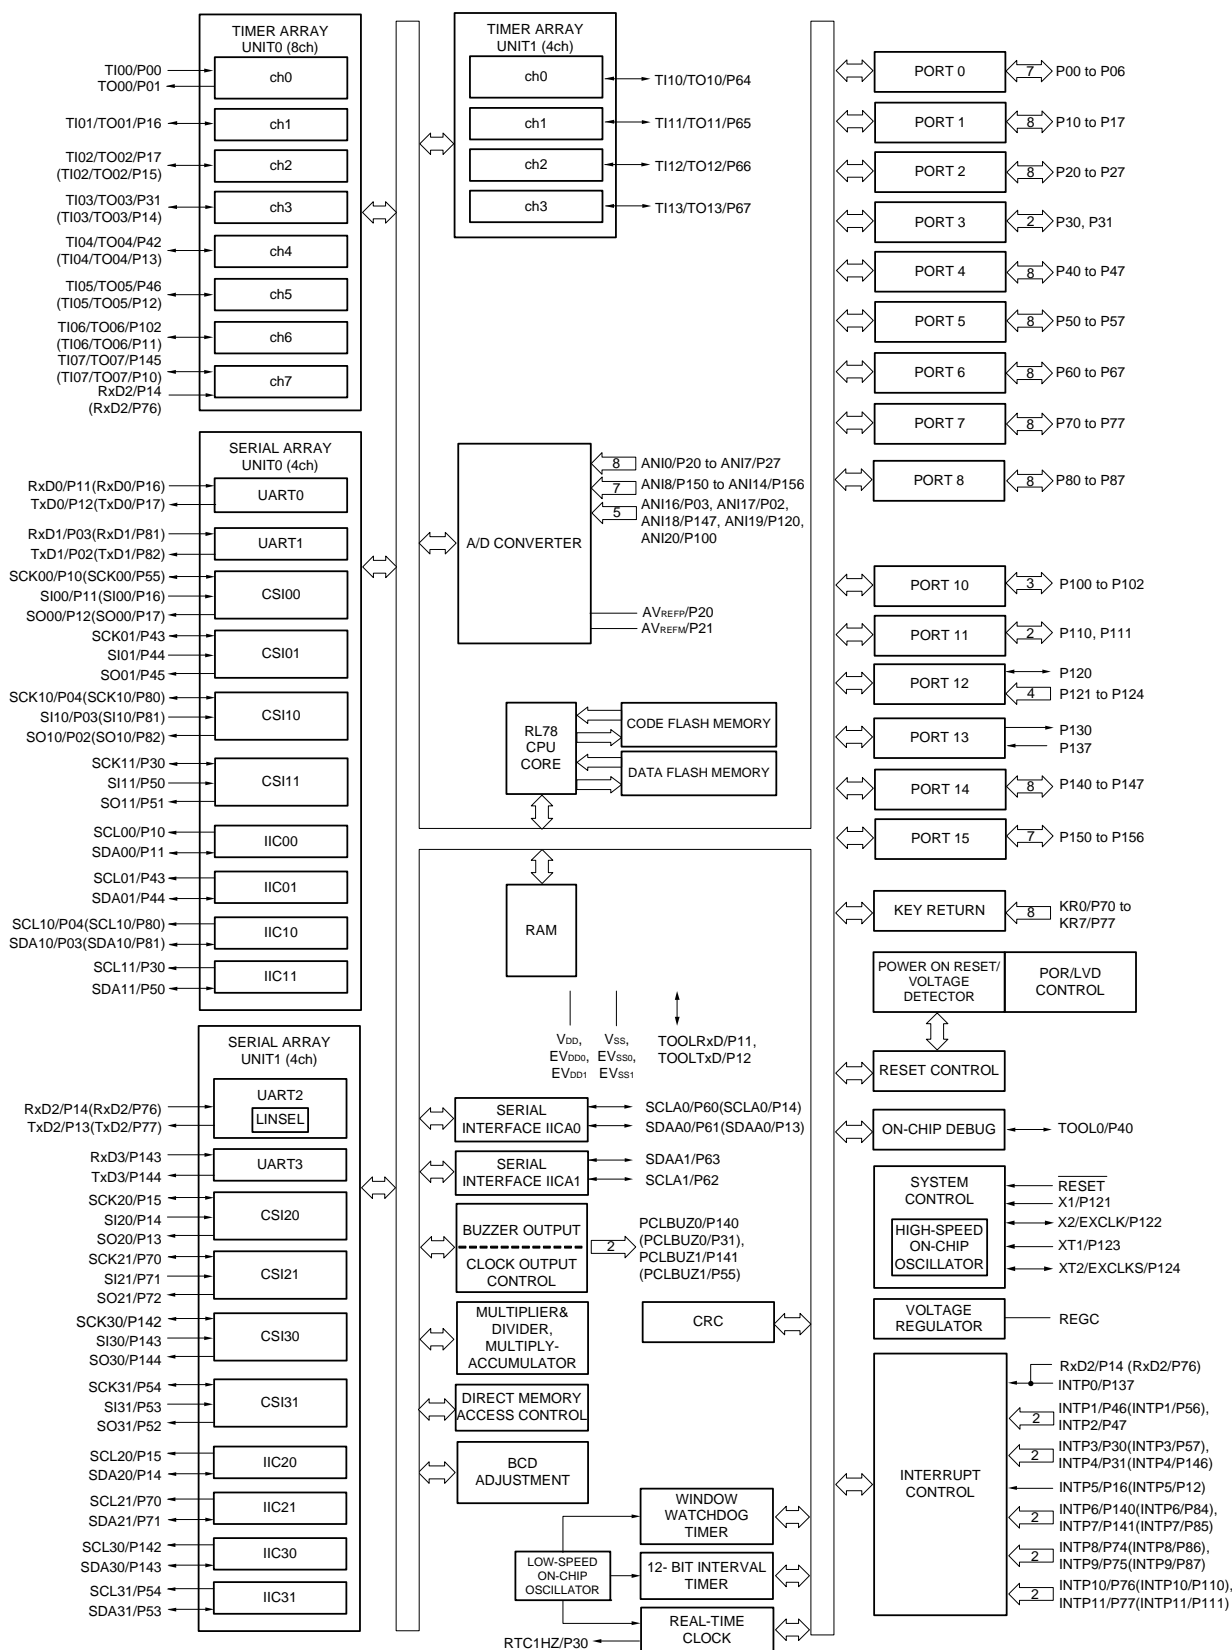 TIMER ARRAY
UNIT0 (8ch)
ch0
TI00/P00
TO00/P01
ch1
TI01/TO01/P16
ch2
TI02/TO02/P17
(TI02/TO02/P15)
ch3
TI03/TO03/P31
(TI03/TO03/P14)
ch4
TI04/TO04/P42
(TI04/TO04/P13)
ch5
TI05/TO05/P46
(TI05/TO05/P12)
ch6
TI06/TO06/P102
(TI06/TO06/P11)
ch7
TI07/TO07/P145
(TI07/TO07/P10)
RxD2/P14
(RxD2/P76)
SERIAL ARRAY
UNIT0 (4ch)
UART0
RxD0/P11(RxD0/P16)
TxD0/P12(TxD0/P17)
UART1
RxD1/P03(RxD1/P81)
TxD1/P02(TxD1/P82)
CSI00
SCK00/P10(SCK00/P55)
SI00/P11(SI00/P16)
SO00/P12(SO00/P17)
CSI01
SCK01/P43
SI01/P44
SO01/P45
CSI10
SCK10/P04(SCK10/P80)
SI10/P03(SI10/P81)
SO10/P02(SO10/P82)
CSI11
SCK11/P30
SI11/P50
SO11/P51
IIC00
SCL00/P10
SDA00/P11
IIC01
SCL01/P43
SDA01/P44
IIC10
SCL10/P04(SCL10/P80)
SDA10/P03(SDA10/P81)
IIC11
SCL11/P30
SDA11/P50
SERIAL ARRAY
UNIT1 (4ch)
UART2
LINSEL
RxD2/P14(RxD2/P76)
TxD2/P13(TxD2/P77)
UART3
RxD3/P143
TxD3/P144
CSI20
SCK20/P15
SI20/P14
SO20/P13
CSI21
SCK21/P70
SI21/P71
SO21/P72
CSI30
SCK30/P142
SI30/P143
SO30/P144
CSI31
SCK31/P54
SI31/P53
SO31/P52
IIC20
SCL20/P15
SDA20/P14
IIC21
SCL21/P70
SDA21/P71
IIC30
SCL30/P142
SDA30/P143
IIC31
SCL31/P54
SDA31/P53
TIMER ARRAY
UNIT1 (4ch)
ch0
TI10/TO10/P64
ch1
TI11/TO11/P65
ch2
TI12/TO12/P66
ch3
TI13/TO13/P67
A/D CONVERTER
8
ANI0/P20 to ANI7/P27
7
ANI8/P150 to ANI14/P156
5
ANI16/P03, ANI17/P02,
ANI18/P147, ANI19/P120,
ANI20/P100
AVREFP/P20
AVREFM/P21
RL78
CPU
CORE
CODE FLASH MEMORY
DATA FLASH MEMORY
RAM
VDD,
EVDD0,
EVDD1
VSS,
EVSS0,
EVSS1
TOOLRxD/P11,
TOOLTxD/P12
SERIAL
INTERFACE IICA0
SCLA0/P60(SCLA0/P14)
SDAA0/P61(SDAA0/P13)
SERIAL
INTERFACE IICA1
SDAA1/P63
SCLA1/P62
BUZZER OUTPUT
CLOCK OUTPUT
CONTROL
2
PCLBUZ0/P140
(PCLBUZ0/P31),
PCLBUZ1/P141
(PCLBUZ1/P55)
MULTIPLIER&
DIVIDER,
MULTIPLY-
ACCUMULATOR
CRC
DIRECT MEMORY
ACCESS CONTROL
BCD
ADJUSTMENT
WINDOW
WATCHDOG
TIMER
LOW-SPEED
ON-CHIP
OSCILLATOR
12- BIT INTERVAL
TIMER
REAL-TIME
CLOCK
RTC1HZ/P30
PORT 0
7
P00 to P06
PORT 1
8
P10 to P17
PORT 2
8
P20 to P27
PORT 3
2
P30, P31
PORT 4
8
P40 to P47
PORT 5
8
P50 to P57
PORT 6
8
P60 to P67
PORT 7
8
P70 to P77
PORT 8
8
P80 to P87
PORT 10
3
P100 to P102
PORT 11
2
P110, P111
PORT 12
P120
4
P121 to P124
PORT 13
P130
P137
PORT 14
8
P140 to P147
PORT 15
7
P150 to P156
KEY RETURN
8
KR0/P70 to
KR7/P77
POWER ON RESET/
VOLTAGE
DETECTOR
POR/LVD
CONTROL
RESET CONTROL
ON-CHIP DEBUG
TOOL0/P40
SYSTEM
CONTROL
HIGH-SPEED
ON-CHIP
OSCILLATOR
RESET
X1/P121
X2/EXCLK/P122
XT1/P123
XT2/EXCLKS/P124
VOLTAGE
REGULATOR
REGC
INTERRUPT
CONTROL
RxD2/P14 (RxD2/P76)
INTP0/P137
2
INTP1/P46(INTP1/P56),
INTP2/P47
2
INTP3/P30(INTP3/P57),
INTP4/P31(INTP4/P146)
INTP5/P16(INTP5/P12)
2
INTP6/P140(INTP6/P84),
INTP7/P141(INTP7/P85)
2
INTP8/P74(INTP8/P86),
INTP9/P75(INTP9/P87)
2
INTP10/P76(INTP10/P110),
INTP11/P77(INTP11/P111)